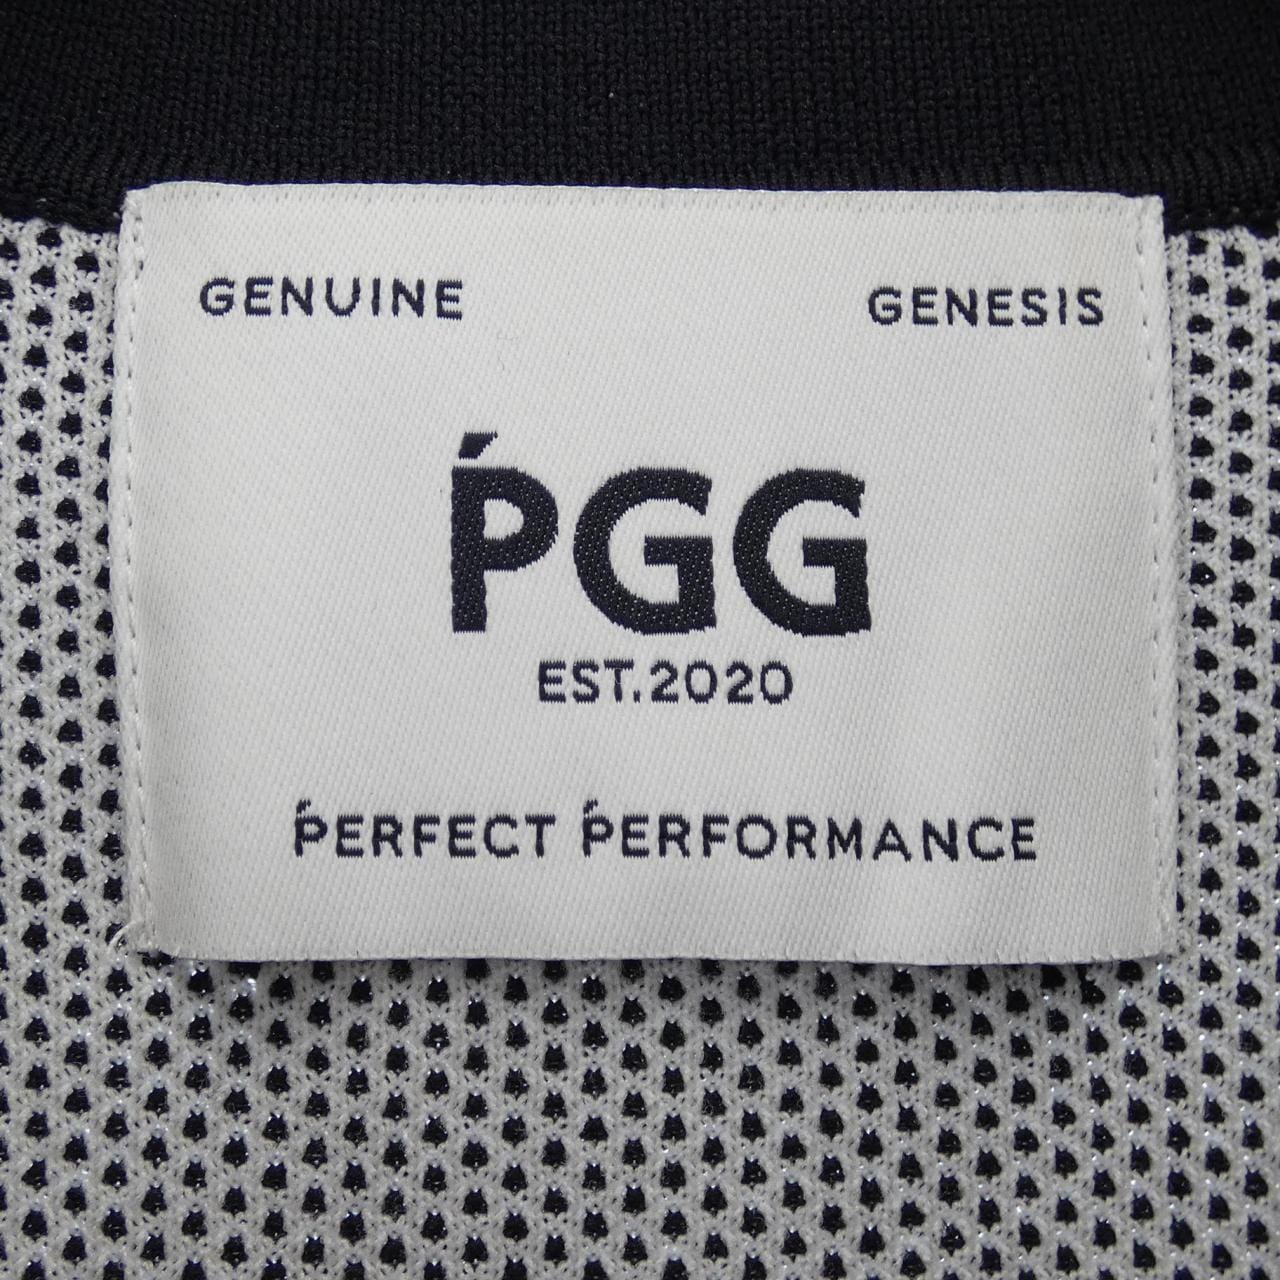 GENUINE GENESIS
ṔGG
EST.2020
ṔERFECT ṔERFORMANCE